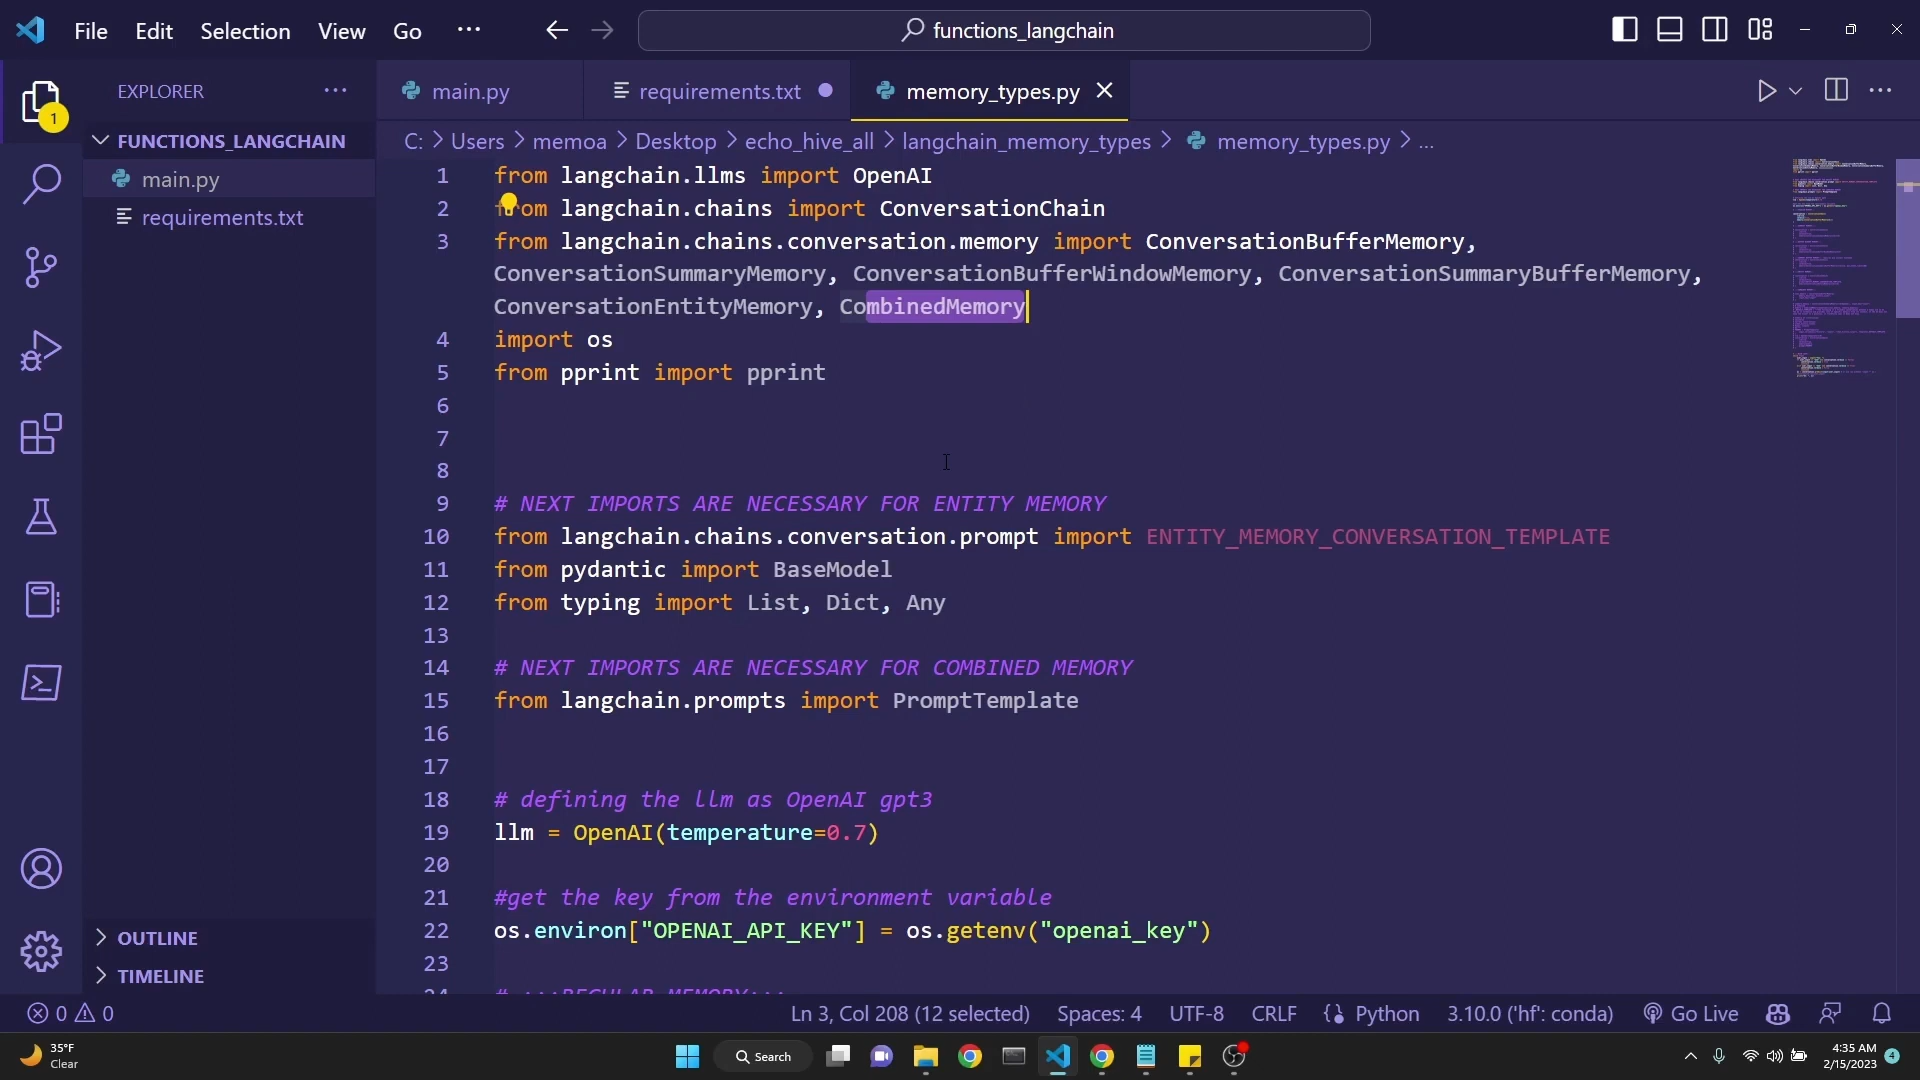 File Edit Selection View Go ···
functions_langchain
EXPLORER
1
FUNCTIONS_LANGCHAIN
main.py
requirements.txt
OUTLINE
TIMELINE
main.py requirements.txt memory_types.py
C: > Users > memoa > Desktop > echo_hive_all > langchain_memory_types > memory_types.py > ...
1 from langchain.llms import OpenAI
2 from langchain.chains import ConversationChain
3 from langchain.chains.conversation.memory import ConversationBufferMemory,
ConversationSummaryMemory, ConversationBufferWindowMemory, ConversationSummaryBufferMemory,
ConversationEntityMemory, CombinedMemory
4 import os
5 from pprint import pprint
6
7
8
9 # NEXT IMPORTS ARE NECESSARY FOR ENTITY MEMORY
10 from langchain.chains.conversation.prompt import ENTITY_MEMORY_CONVERSATION_TEMPLATE
11 from pydantic import BaseModel
12 from typing import List, Dict, Any
13
14 # NEXT IMPORTS ARE NECESSARY FOR COMBINED MEMORY
15 from langchain.prompts import PromptTemplate
16
17
18 # defining the llm as OpenAI gpt3
19 llm = OpenAI(temperature=0.7)
20
21 #get the key from the environment variable
22 os.environ["OPENAI_API_KEY"] = os.getenv("openai_key")
23
24 # ...REGULAR MEMORY...
0 0 Ln 3, Col 208 (12 selected) Spaces: 4 UTF-8 CRLF Python 3.10.0 ('hf': conda) Go Live
35°F
Clear
Search
4:35 AM
2/15/2023
4